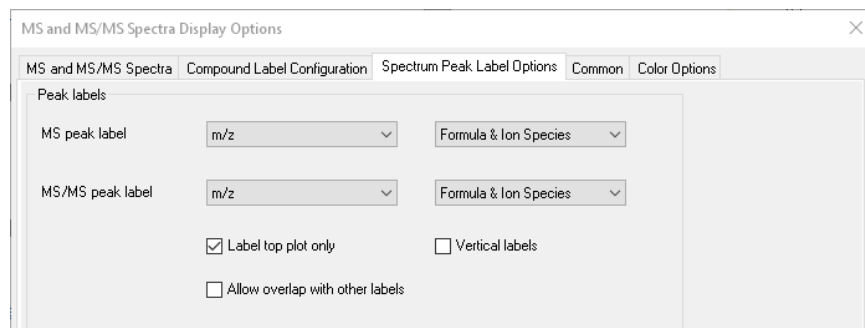 MS and MS/MS Spectra Display Options
MS and MS/MS Spectra Compound Label Configuration Spectrum Peak Label Options Common Color Options
Peak labels
MS peak label m/z Formula & Ion Species
MS/MS peak label m/z Formula & Ion Species
Label top plot only Vertical labels
Allow overlap with other labels